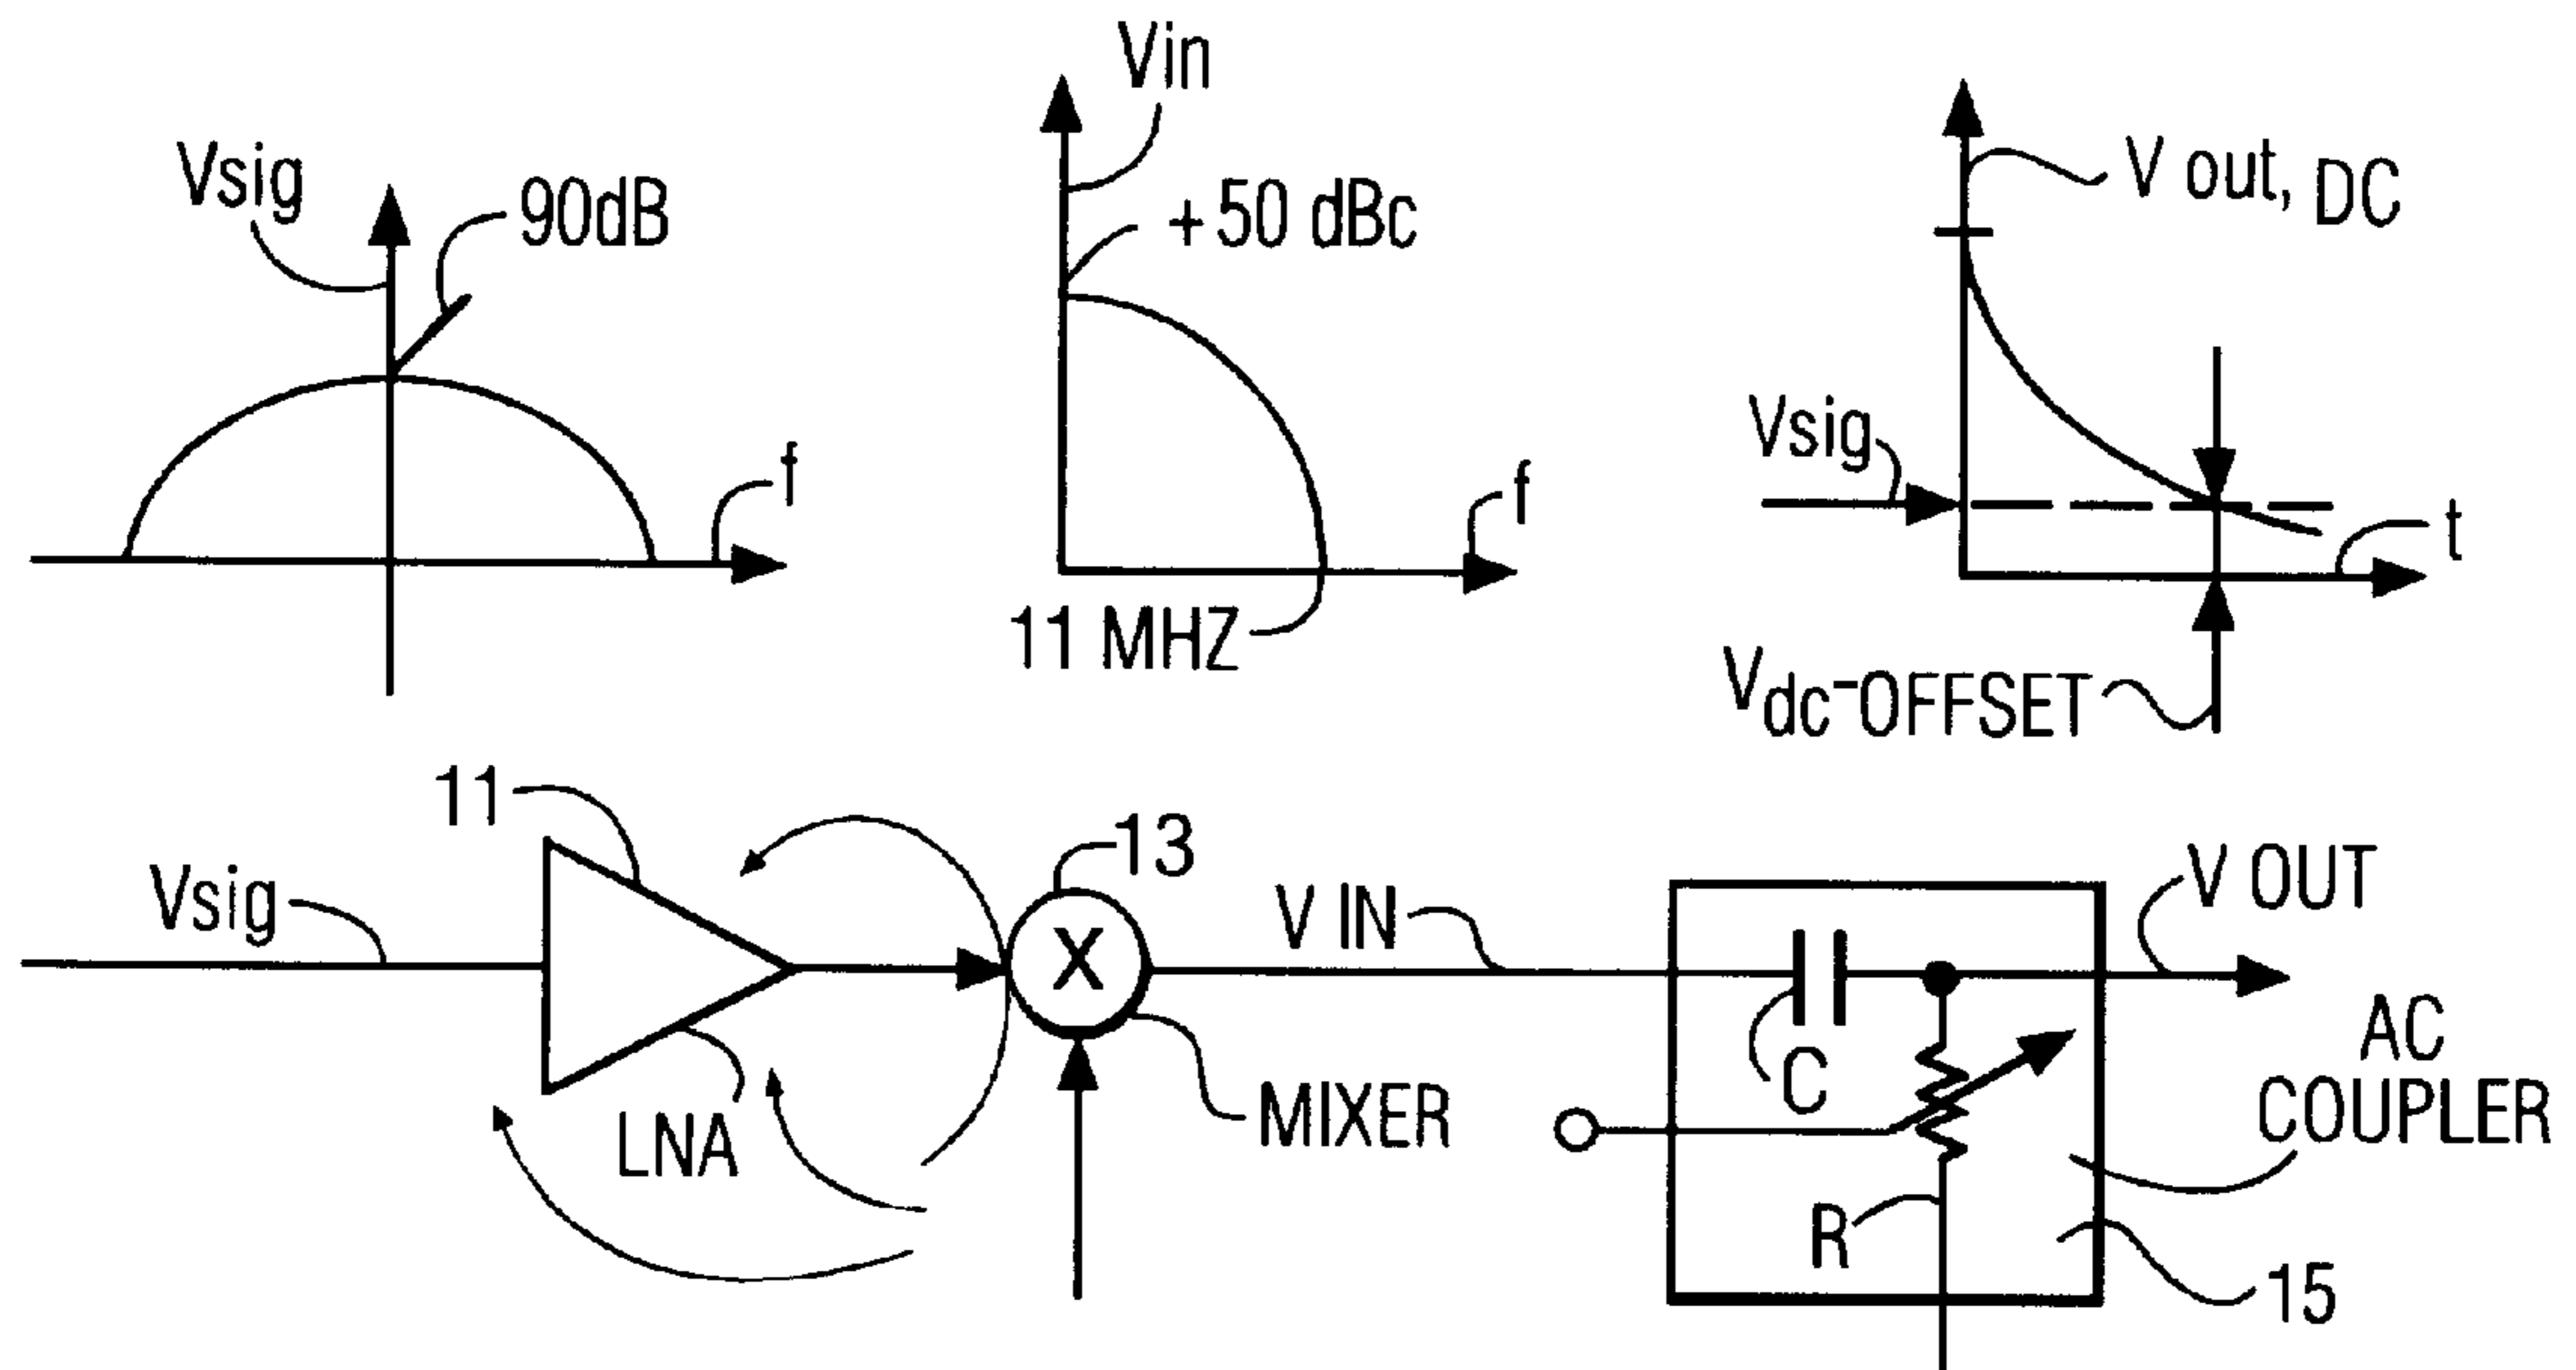 Vsig
90dB
f
Vin
+50 dBc
f
11 MHZ
V out, DC
Vsig
t
Vdc-OFFSET
Vsig
11
LNA
13
X
MIXER
V IN
C
R
V OUT
AC
COUPLER
15